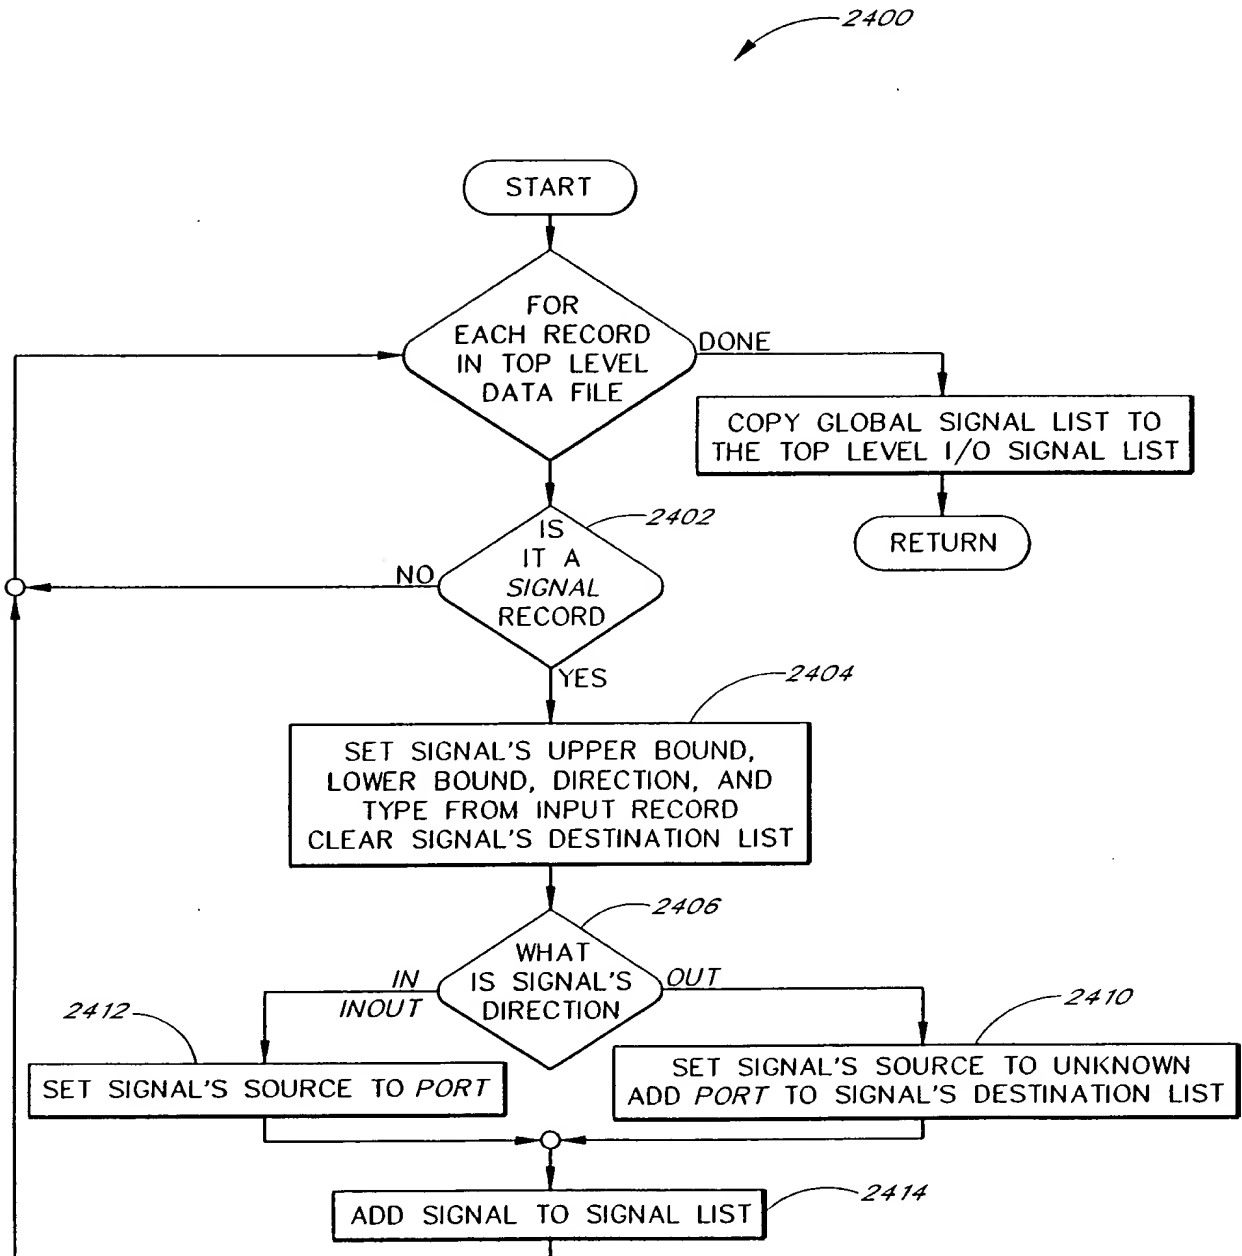 2400
START
FOR
EACH RECORD
IN TOP LEVEL
DATA FILE
DONE
COPY GLOBAL SIGNAL LIST TO
THE TOP LEVEL I/O SIGNAL LIST
RETURN
2402
IS
IT A
SIGNAL
RECORD
NO
YES
2404
SET SIGNAL'S UPPER BOUND,
LOWER BOUND, DIRECTION, AND
TYPE FROM INPUT RECORD
CLEAR SIGNAL'S DESTINATION LIST
2406
WHAT
IS SIGNAL'S
DIRECTION
IN
INOUT
OUT
2412
SET SIGNAL'S SOURCE TO PORT
2410
SET SIGNAL'S SOURCE TO UNKNOWN
ADD PORT TO SIGNAL'S DESTINATION LIST
2414
ADD SIGNAL TO SIGNAL LIST